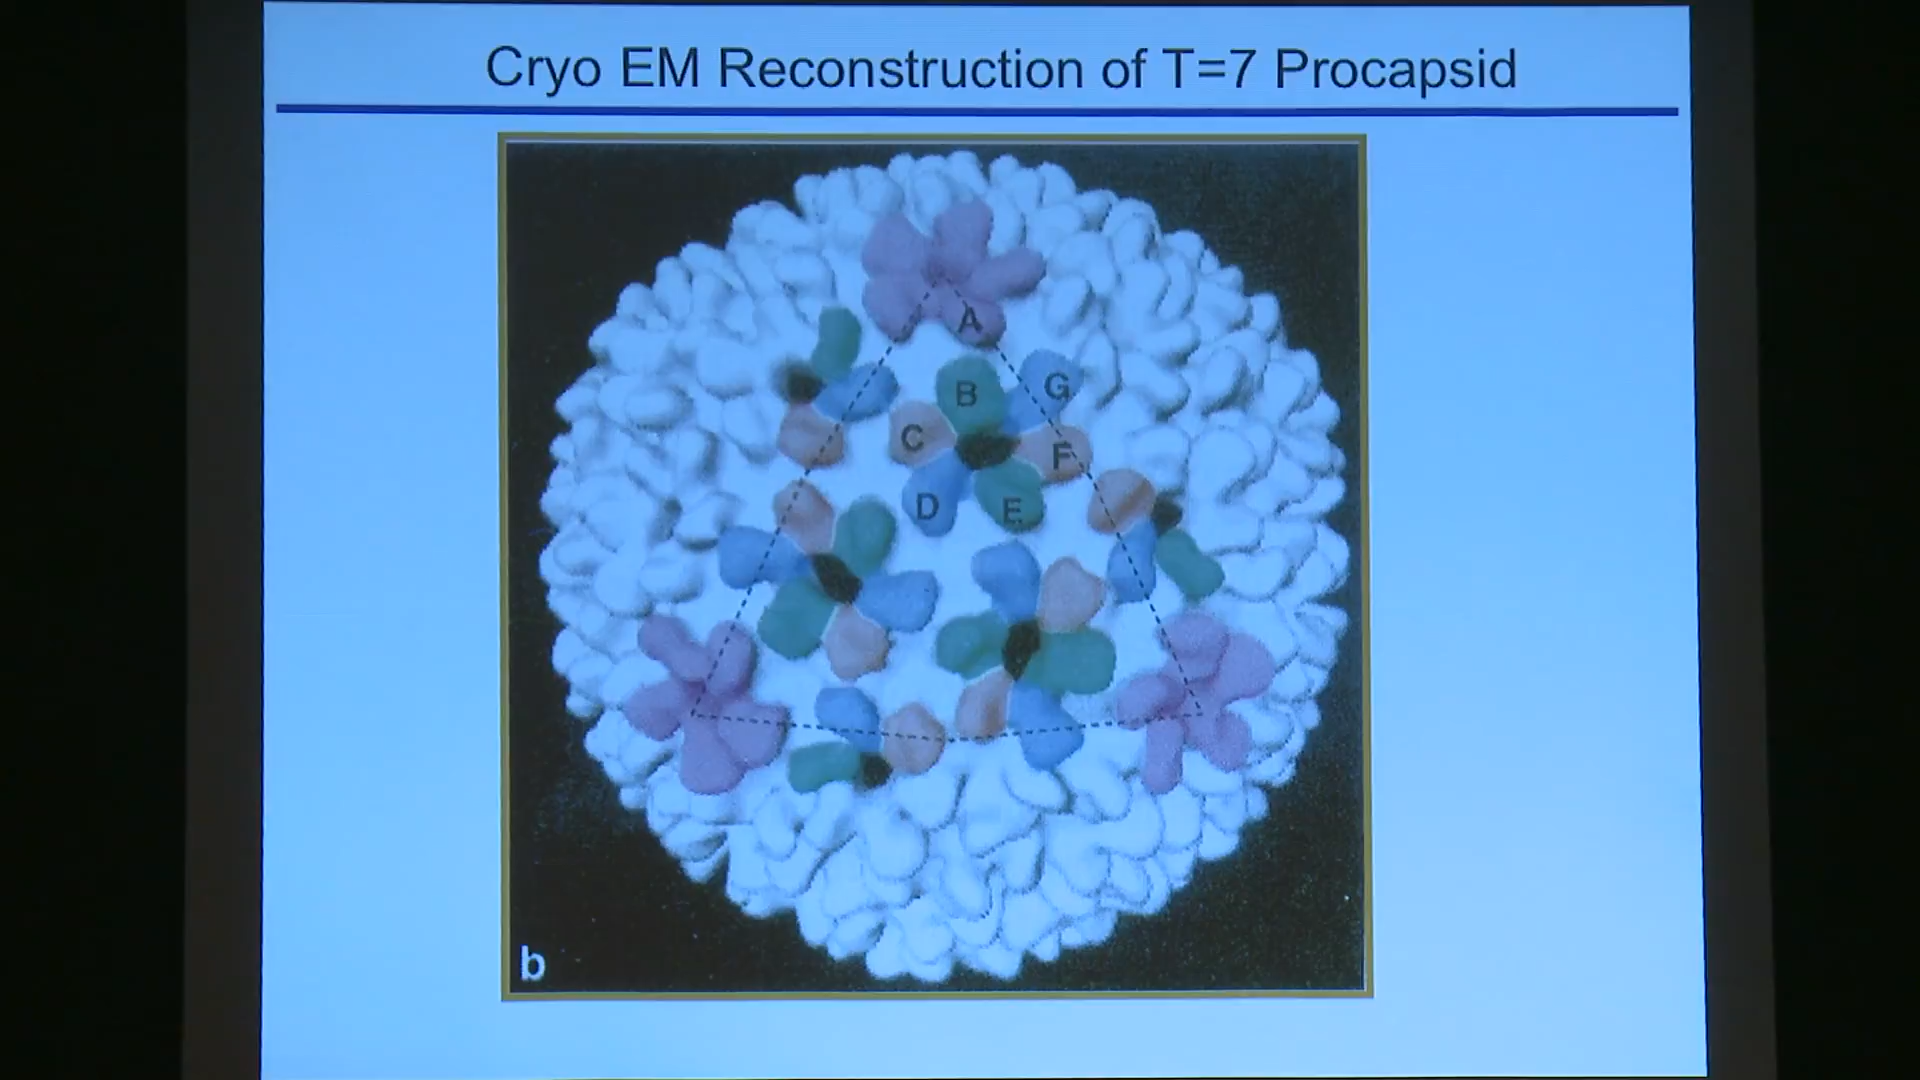 Cryo EM Reconstruction of T=7 Procapsid
A
B G
C F
D E
b